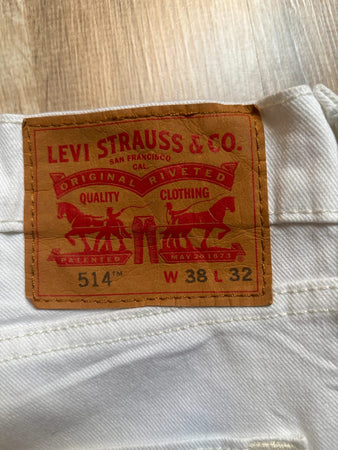 LEVI STRAUSS & CO.
SAN FRANCISCO
CAL.
ORIGINAL RIVETED
QUALITY CLOTHING
PATENTED MAY 20 1873
514™ W 38 L 32